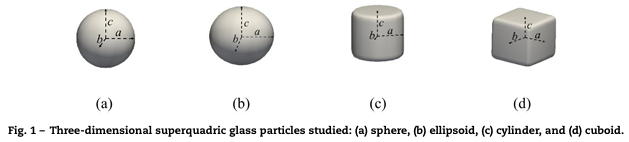 c b a c b a c b a c b a
(a) (b) (c) (d)
Fig. 1 – Three-dimensional superquadric glass particles studied: (a) sphere, (b) ellipsoid, (c) cylinder, and (d) cuboid.